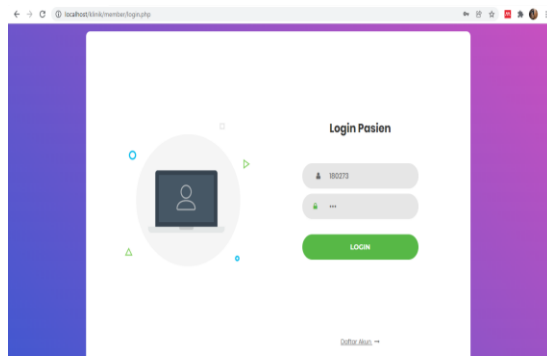 localhost/klinik/member/login.php
Login Pasien
180273
•••
LOGIN
Daftar Akun →